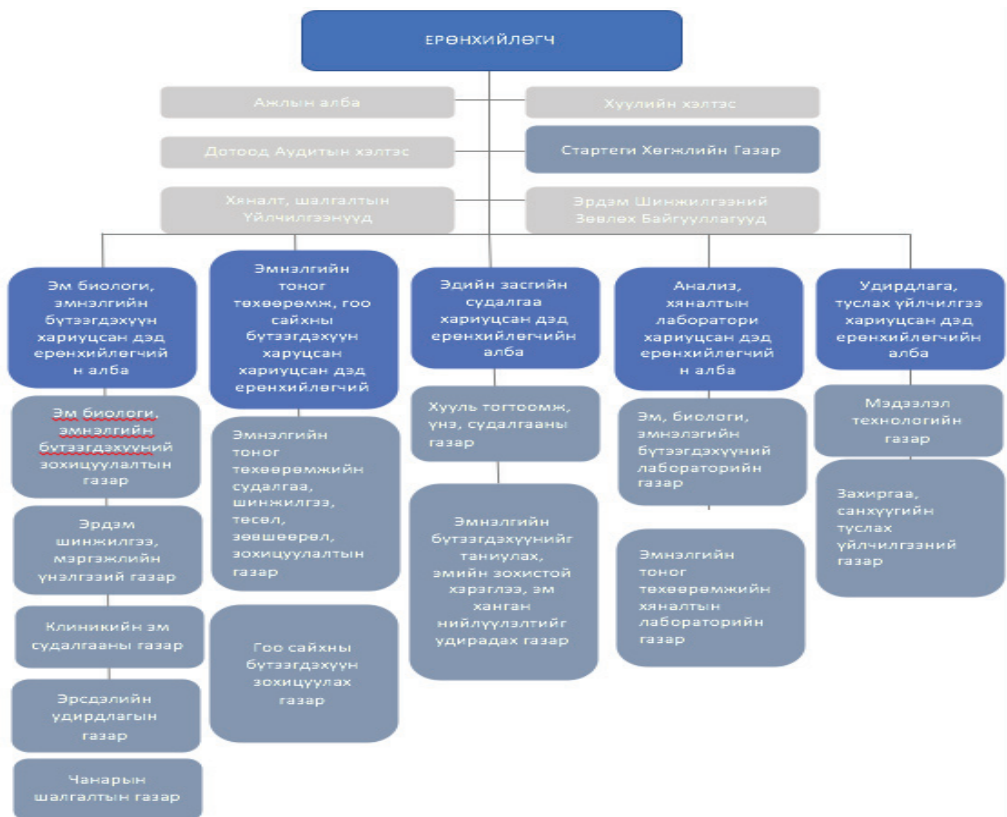 ЕРӨНХИЙЛӨГЧ
Ажлын алба
Хуулийн хэлтэс
Дотоод Аудитын хэлтэс
Стартеги Хөгжлийн Газар
Хяналт, шалгалтын
Үйлчилгээнүүд
Эрдэм Шинжилгээний
Зөвлөх Байгууллагууд
Эм биологи,
эмнэлгийн
бүтээгдэхүүн
хариуцсан дэд
ерөнхийлөгчий
н алба
Эм биологи,
эмнэлгийн
бүтээгдэхүүний
зохицуулалтын
газар
Эрдэм
шинжилгээ,
мэргэжлийн
үнэлгээзий газар
Клиникийн эм
судалгааны газар
Эрсдэлийн
удирдлагын
газар
Чанарын
шалгалтын газар
Эмнэлгийн
тоног
төхөөрөмж, гоо
сайхны
бүтээгдэхүүн
харуцсан
хариуцсан дэд
ерөнхийлөгчий
Эмнэлгийн
тоног
төхөөрөмжийн
судалгаа,
шинжилгээ,
төсөл,
зөвшөөрөл,
зохицуулалтын
газар
Гоо сайхны
бүтээгдэхүүн
зохицуулах
газар
Эдийн засгийн
судалгаа
хариуцсан дэд
ерөнхийлөгчийн
алба
Хууль тогтоомж,
үнэ, судалгааны
газар
Эмнэлгийн
бүтээгдэхүүнийг
таниулах,
эмийн зохистой
хэрэглээ, эм
ханган
нийлүүлэлтийг
удирадах газар
Анализ,
хяналтын
лаборатори
хариуцсан дэд
ерөнхийлөгчий
н алба
Эм, биологи,
эмнэлэгийн
бүтээгдэхүүний
лабораторийн
газар
Эмнэлгийн
тоног
төхөөрөмжийн
хяналтын
лабораторийн
газар
Удирдлага,
туслах үйлчилгээ
хариуцсан дэд
ерөнхийлөгчийн
алба
Мэдээлэл
технологийн
газар
Захиргаа,
санхүүгийн
туслах
үйлчилгээзний
газар